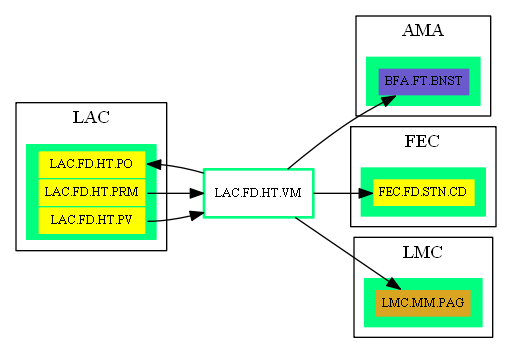 LAC
LAC.FD.HT.PO
LAC.FD.HT.PRM
LAC.FD.HT.PV
LAC.FD.HT.VM
AMA
BFA.FT.BNST
FEC
FEC.FD.STN.CD
LMC
LMC.MM.PAG